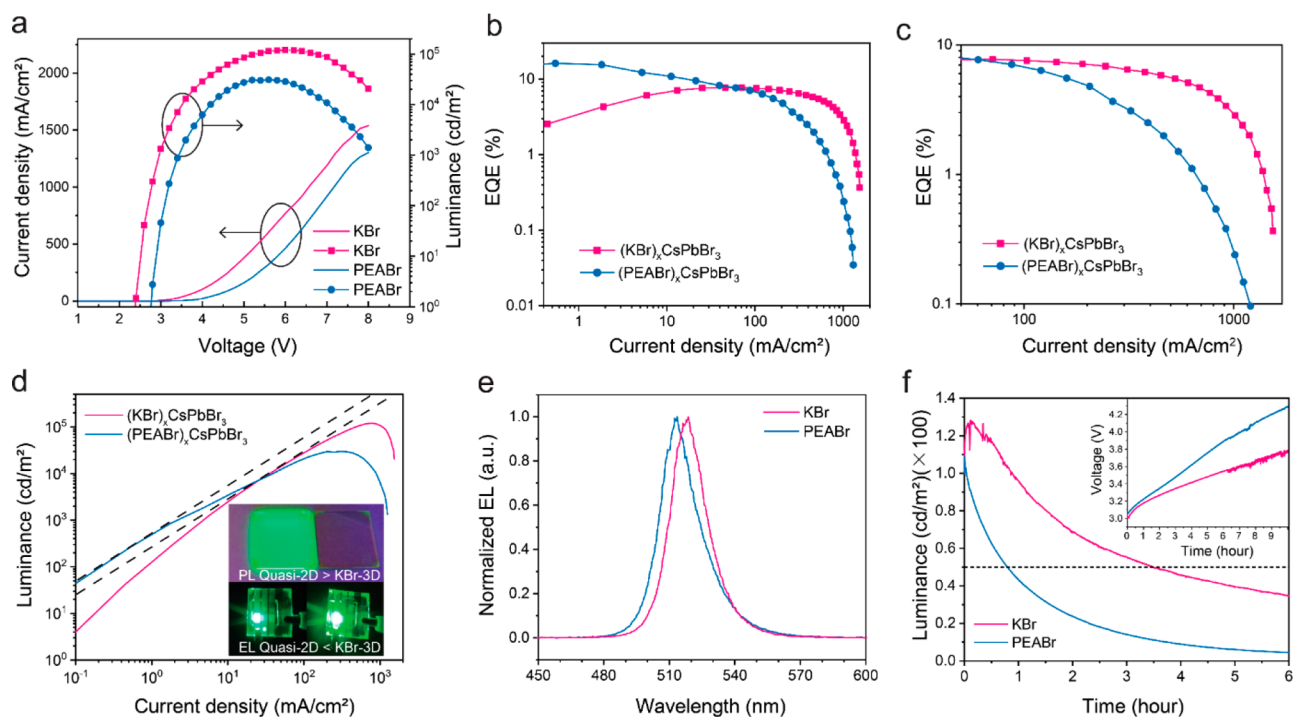 a
Current density (mA/cm²)
2000
1750
1500
1250
1000
750
500
250
0
1 2 3 4 5 6 7 8 9
Voltage (V)
10⁵
10⁴
10³
10²
10¹
10⁰
Luminance (cd/m²)
KBr
KBr
PEABr
PEABr
b
EQE (%)
10
1
0.1
0.01
1 10 100 1000
Current density (mA/cm²)
(KBr)ₓCsPbBr₃
(PEABr)ₓCsPbBr₃
c
EQE (%)
10
1
0.1
100 1000
Current density (mA/cm²)
(KBr)ₓCsPbBr₃
(PEABr)ₓCsPbBr₃
d
Luminance (cd/m²)
10⁵
10⁴
10³
10²
10¹
10⁰
10⁻¹ 10⁰ 10¹ 10² 10³
Current density (mA/cm²)
(KBr)ₓCsPbBr₃
(PEABr)ₓCsPbBr₃
PL Quasi-2D > KBr-3D
EL Quasi-2D < KBr-3D
e
Normalized EL (a.u.)
1.0
0.8
0.6
0.4
0.2
0.0
450 480 510 540 570 600
Wavelength (nm)
KBr
PEABr
f
Luminance (cd/m²)(×100)
1.4
1.2
1.0
0.8
0.6
0.4
0.2
0.0
0 1 2 3 4 5 6
Time (hour)
KBr
PEABr
Voltage (V)
4.2
3.9
3.6
3.3
3.0
0 1 2 3 4 5 6 7 8 9
Time (hour)